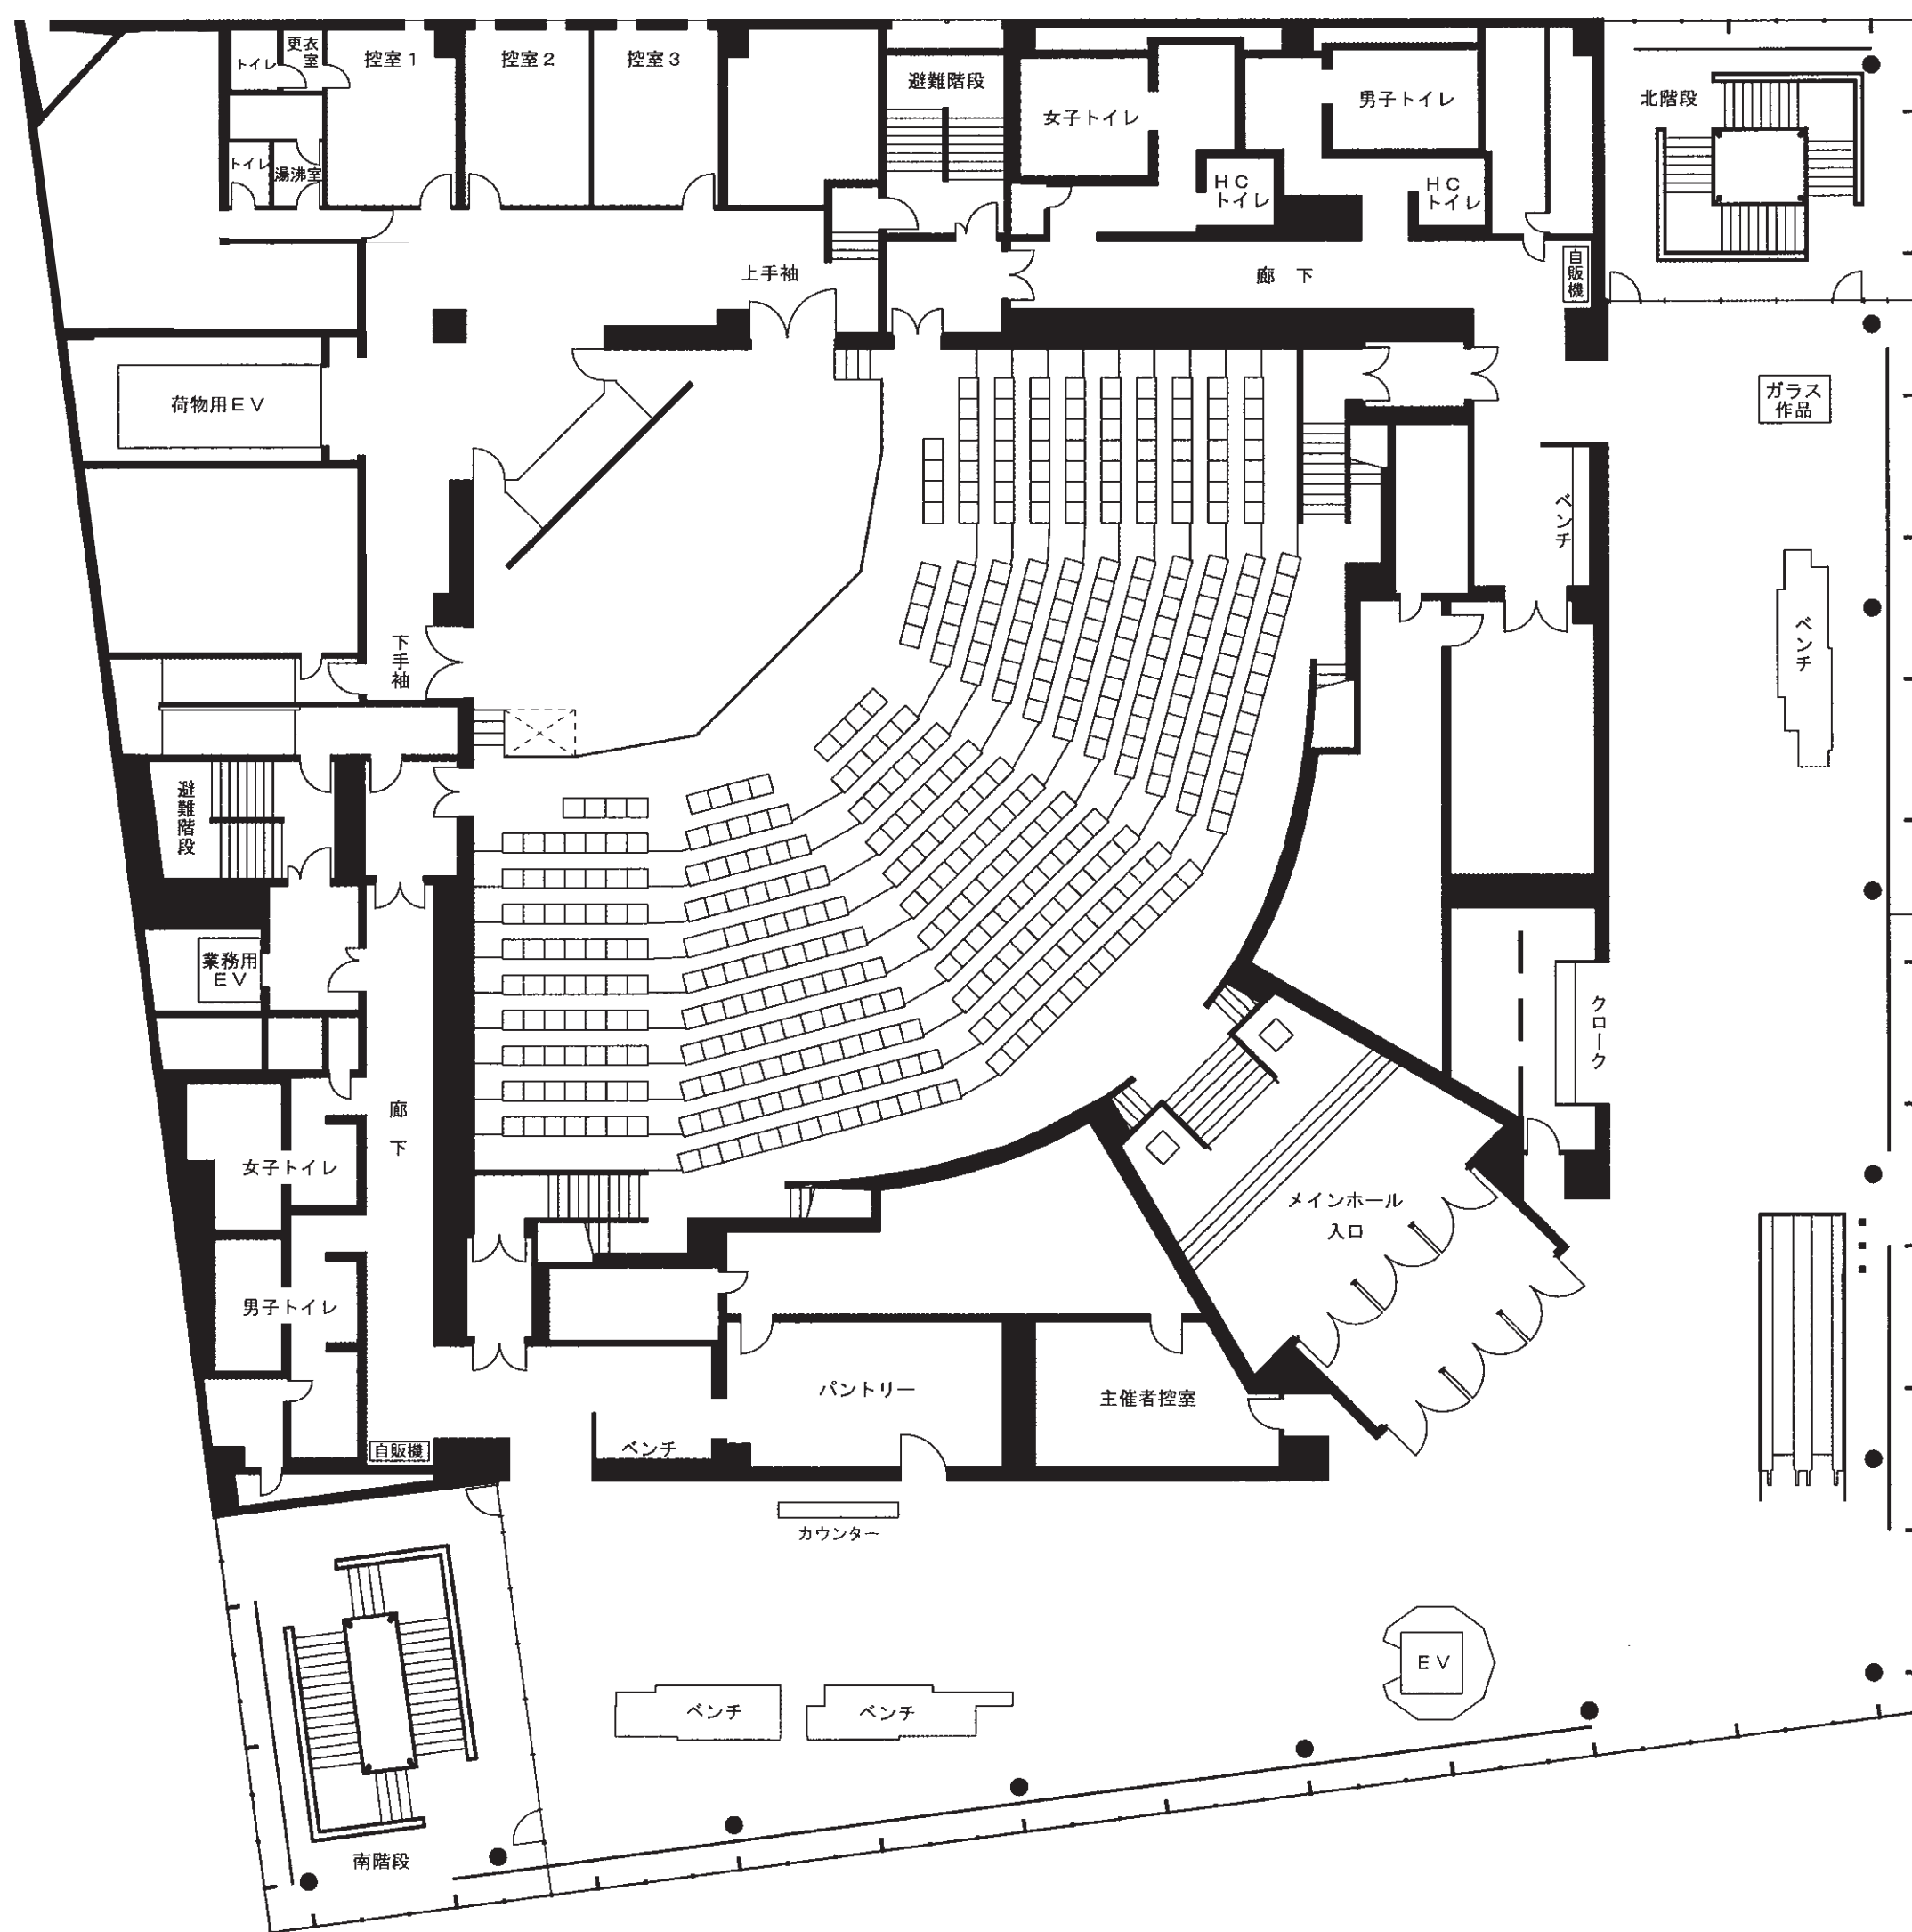 更衣
室
トイレ
控室1
控室2
控室3
避難階段
女子トイレ
男子トイレ
北階段
トイレ
湯沸室
HC
トイレ
HC
トイレ
上手袖
廊下
自販機
荷物用EV
ガラス
作品
ベンチ
ベンチ
下手袖
避難階段
業務用
EV
クローク
廊下
女子トイレ
メインホール
入口
男子トイレ
パントリー
主催者控室
自販機
ベンチ
カウンター
EV
ベンチ
ベンチ
南階段